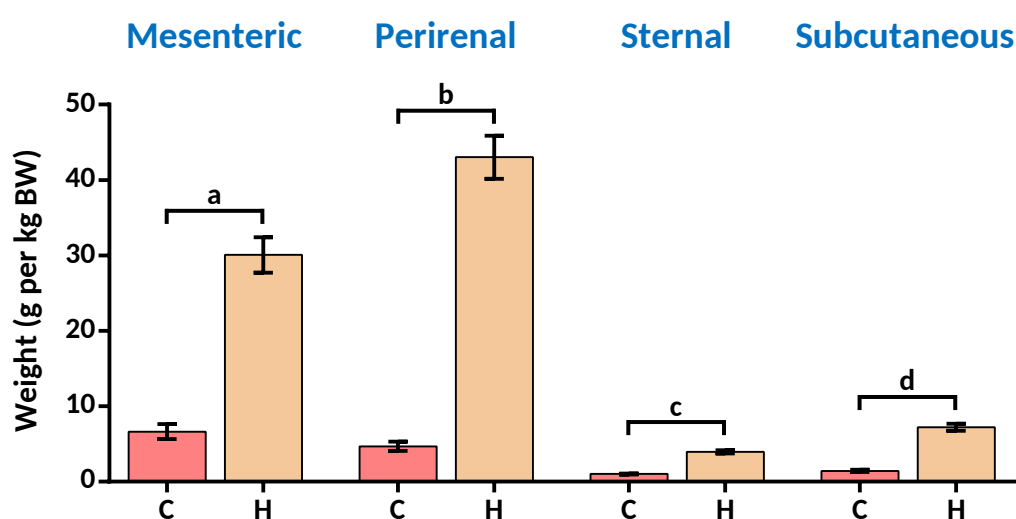 Mesenteric Perirenal Sternal Subcutaneous
Weight (g per kg BW)
50
40
30
20
10
0
a
b
c
d
C H C H C H C H